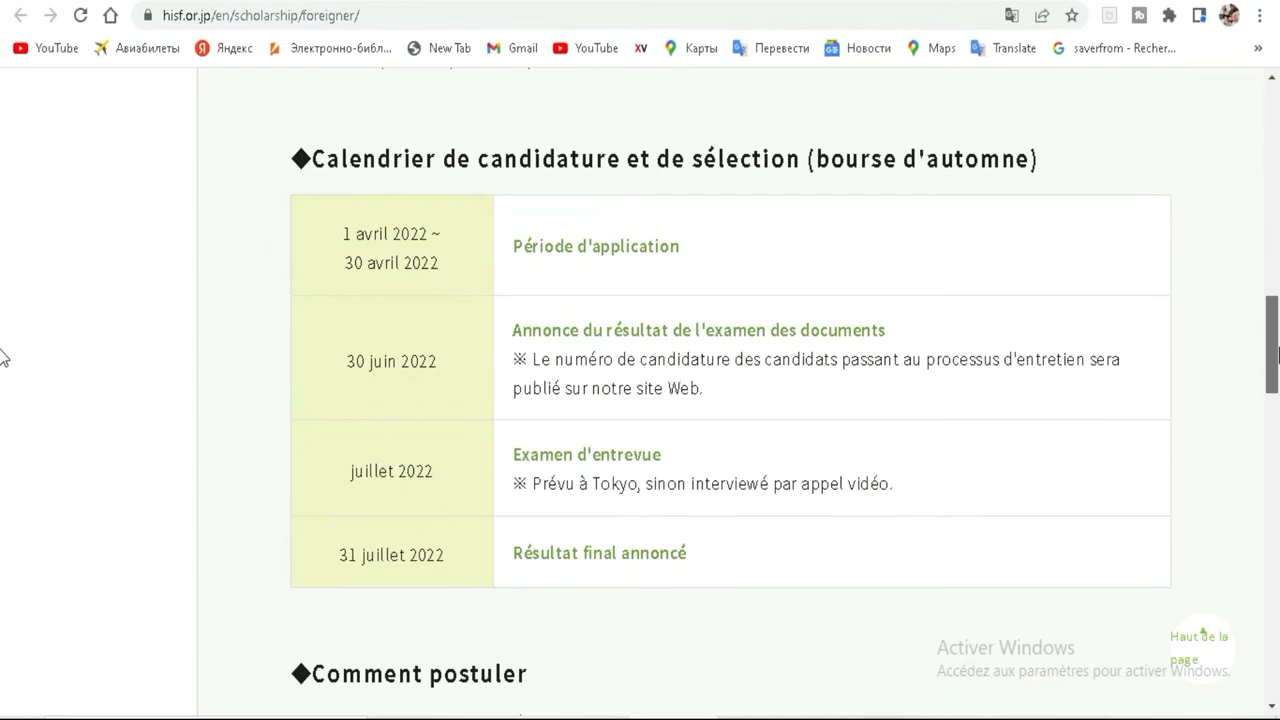 hisf.or.jp/en/scholarship/foreigner/
YouTube
Авиабилеты
Яндекс
Электронно-библ...
New Tab
Gmail
YouTube
XV
Карты
Перевести
Новости
Maps
Translate
saverfrom - Recher...
»
◆Calendrier de candidature et de sélection (bourse d'automne)
1 avril 2022 ~
30 avril 2022
Période d'application
30 juin 2022
Annonce du résultat de l'examen des documents
※ Le numéro de candidature des candidats passant au processus d'entretien sera
publié sur notre site Web.
juillet 2022
Examen d'entrevue
※ Prévu à Tokyo, sinon interviewé par appel vidéo.
31 juillet 2022
Résultat final annoncé
◆Comment postuler
Activer Windows
Accédez aux paramètres pour activer Windows.
Haut de la
page